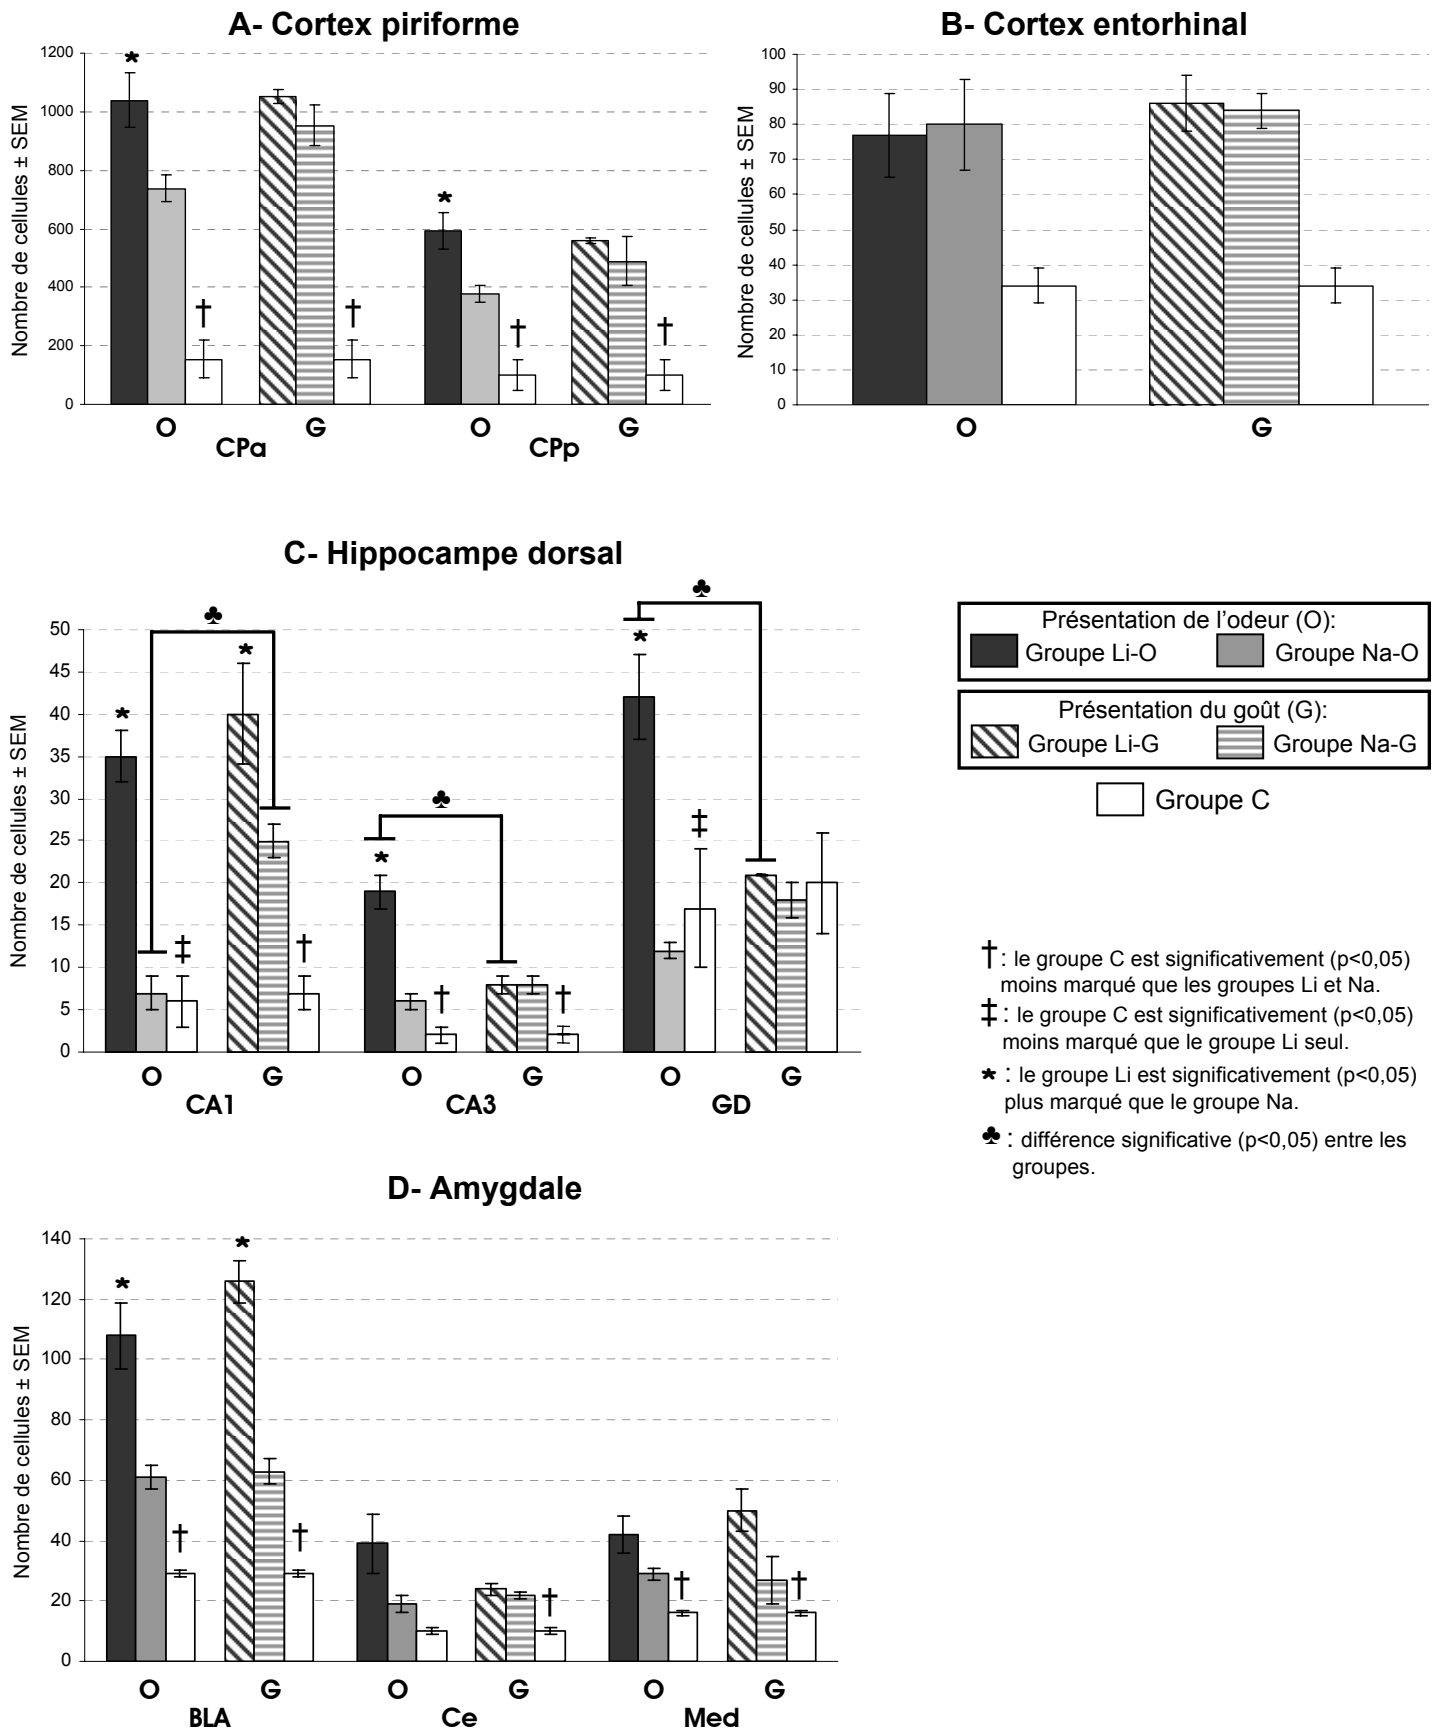 A- Cortex piriforme
Nombre de cellules ± SEM
1200
1000
800
600
400
200
0
*
†
†
*
†
†
O
G
O
G
CPa
CPp
B- Cortex entorhinal
Nombre de cellules ± SEM
100
90
80
70
60
50
40
30
20
10
0
O
G
C- Hippocampe dorsal
Nombre de cellules ± SEM
50
45
40
35
30
25
20
15
10
5
0
♣
*
*
‡
†
♣
*
†
†
♣
*
‡
O
G
O
G
O
G
CA1
CA3
GD
Présentation de l'odeur (O):
Groupe Li-O
Groupe Na-O
Présentation du goût (G):
Groupe Li-G
Groupe Na-G
Groupe C
† : le groupe C est significativement (p<0,05)
moins marqué que les groupes Li et Na.
‡ : le groupe C est significativement (p<0,05)
moins marqué que le groupe Li seul.
* : le groupe Li est significativement (p<0,05)
plus marqué que le groupe Na.
♣ : différence significative (p<0,05) entre les
groupes.
D- Amygdale
Nombre de cellules ± SEM
140
120
100
80
60
40
20
0
*
†
*
†
†
†
†
O
G
O
G
O
G
BLA
Ce
Med